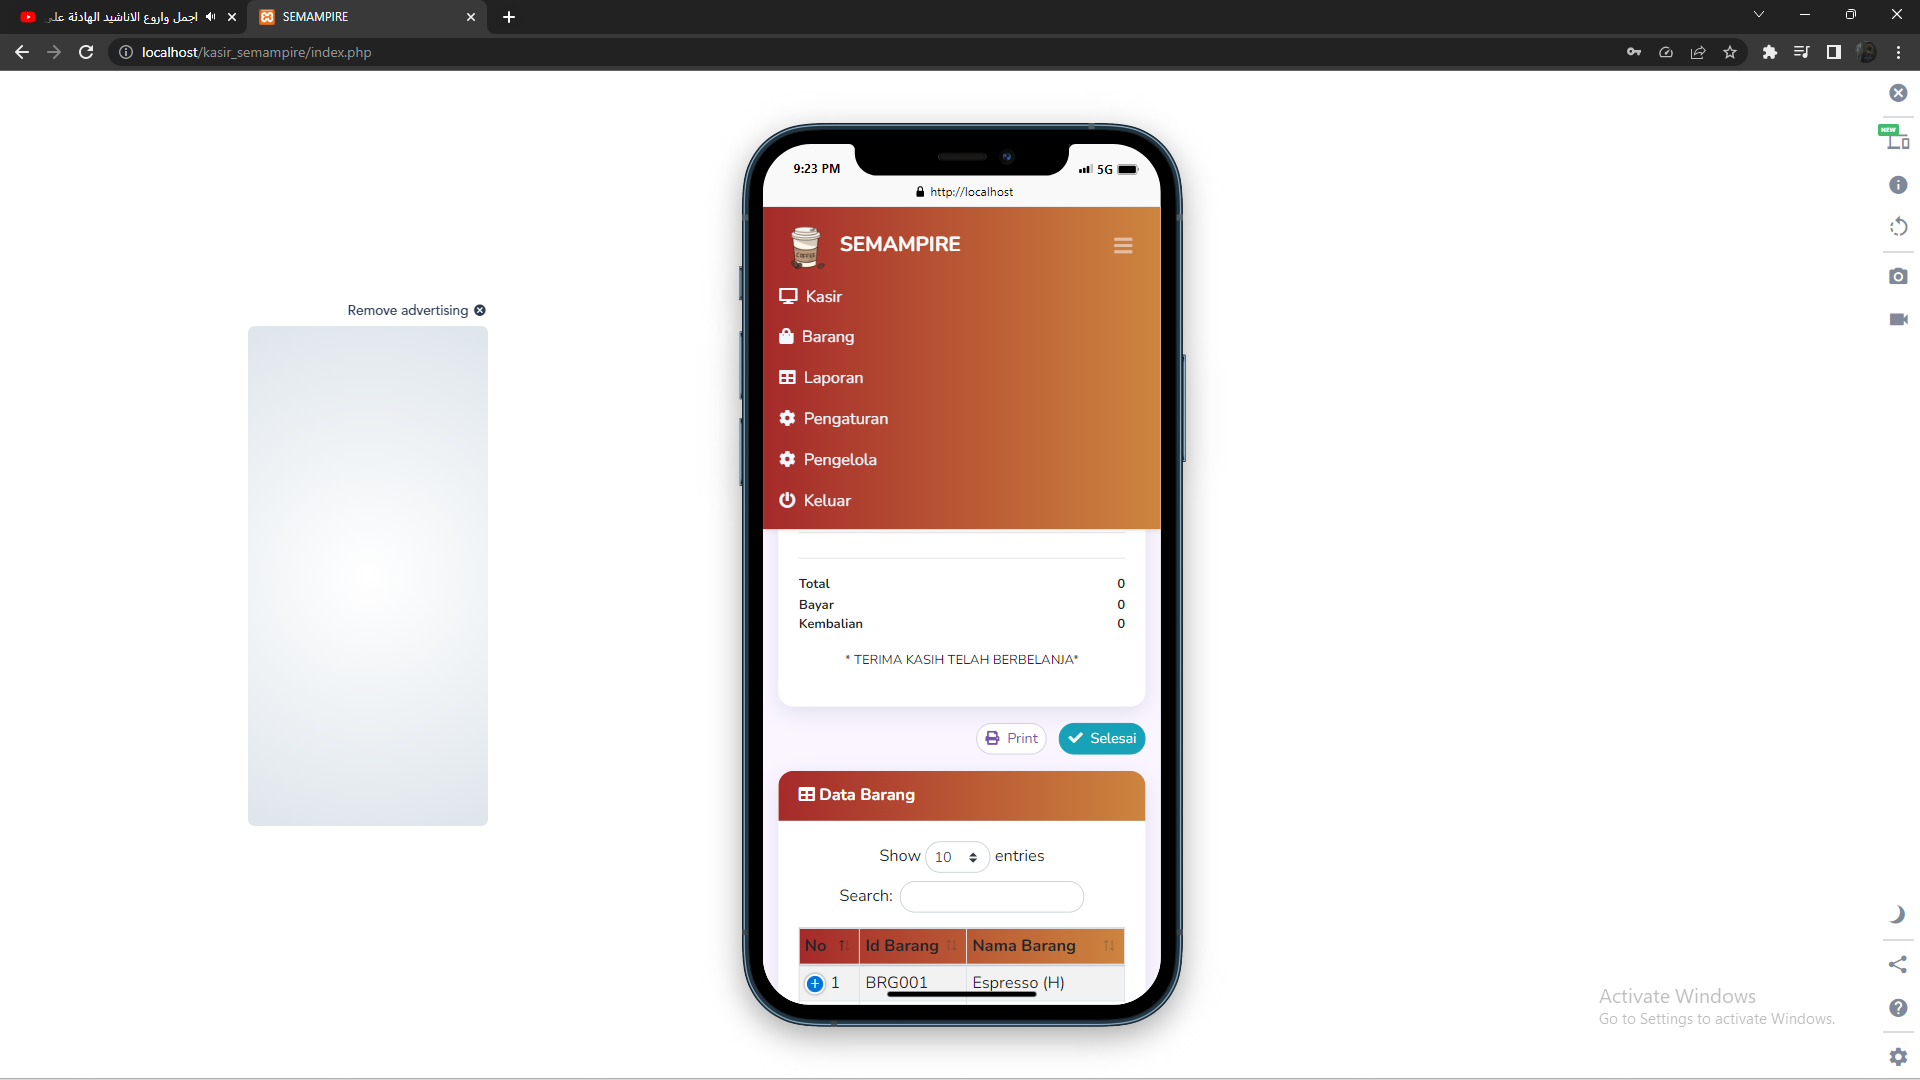 اجمل واروع الاناشيد الهادئة على
SEMAMPIRE
localhost/kasir_semampire/index.php
NEW
9:23 PM
5G
http://localhost
COFFEE
SEMAMPIRE
Kasir
Barang
Laporan
Pengaturan
Pengelola
Keluar
Remove advertising
Total 0
Bayar 0
Kembalian 0
* TERIMA KASIH TELAH BERBELANJA*
Print Selesai
Data Barang
Show 10 entries
Search:
No Id Barang Nama Barang
1 BRG001 Espresso (H)
Activate Windows
Go to Settings to activate Windows.